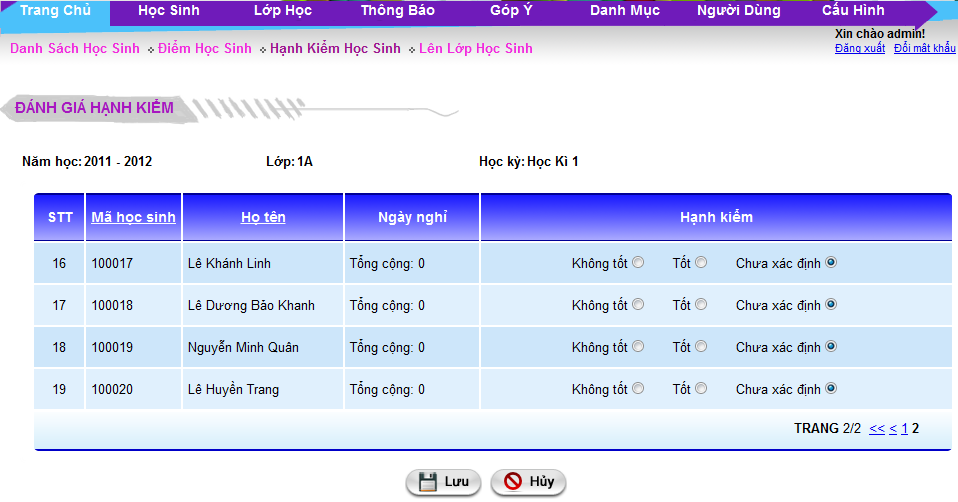 Trang Chủ Học Sinh Lớp Học Thông Báo Góp Ý Danh Mục Người Dùng Cấu Hình
Xin chào admin!
Danh Sách Học Sinh Điểm Học Sinh Hạnh Kiểm Học Sinh Lên Lớp Học Sinh
Đăng xuất Đổi mật khẩu
ĐÁNH GIÁ HẠNH KIỂM
Năm học: 2011 - 2012 Lớp: 1A Học kỳ: Học Kì 1
STT Mã học sinh Họ tên Ngày nghỉ Hạnh kiểm
16 100017 Lê Khánh Linh Tổng cộng: 0 Không tốt Tốt Chưa xác định
17 100018 Lê Dương Bảo Khanh Tổng cộng: 0 Không tốt Tốt Chưa xác định
18 100019 Nguyễn Minh Quân Tổng cộng: 0 Không tốt Tốt Chưa xác định
19 100020 Lê Huyền Trang Tổng cộng: 0 Không tốt Tốt Chưa xác định
TRANG 2/2 << < 1 2
Lưu Hủy